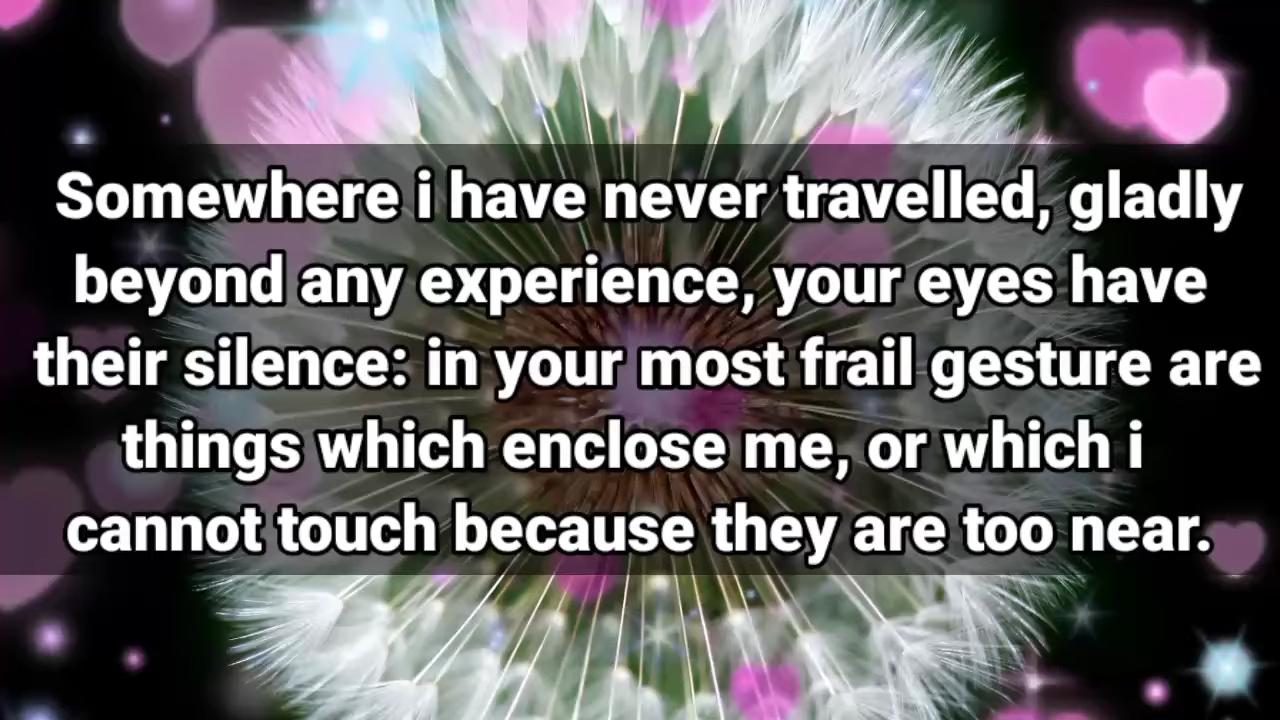 Somewhere i have never travelled, gladly
beyond any experience, your eyes have
their silence: in your most frail gesture are
things which enclose me, or which i
cannot touch because they are too near.